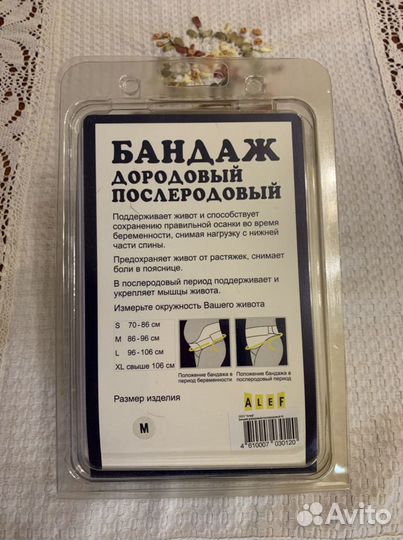 БАНДАЖ
ДОРОДОВЫЙ
ПОСЛЕРОДОВЫЙ
Поддерживает живот и способствует
сохранению правильной осанки во время
беременности, снимая нагрузку с нижней
части спины.
Предохраняет живот от растяжек, снимает
боли в пояснице.
В послеродовый период поддерживает и
укрепляет мышцы живота.
Измерьте окружность Вашего живота
S 70-86 см
M 86-96 см
L 96-106 см
XL свыше 106 см
Положение бандажа в
период беременности
Положение бандажа в
послеродовый период
Размер изделия
M
ALEF
4 610007 030120
Avito